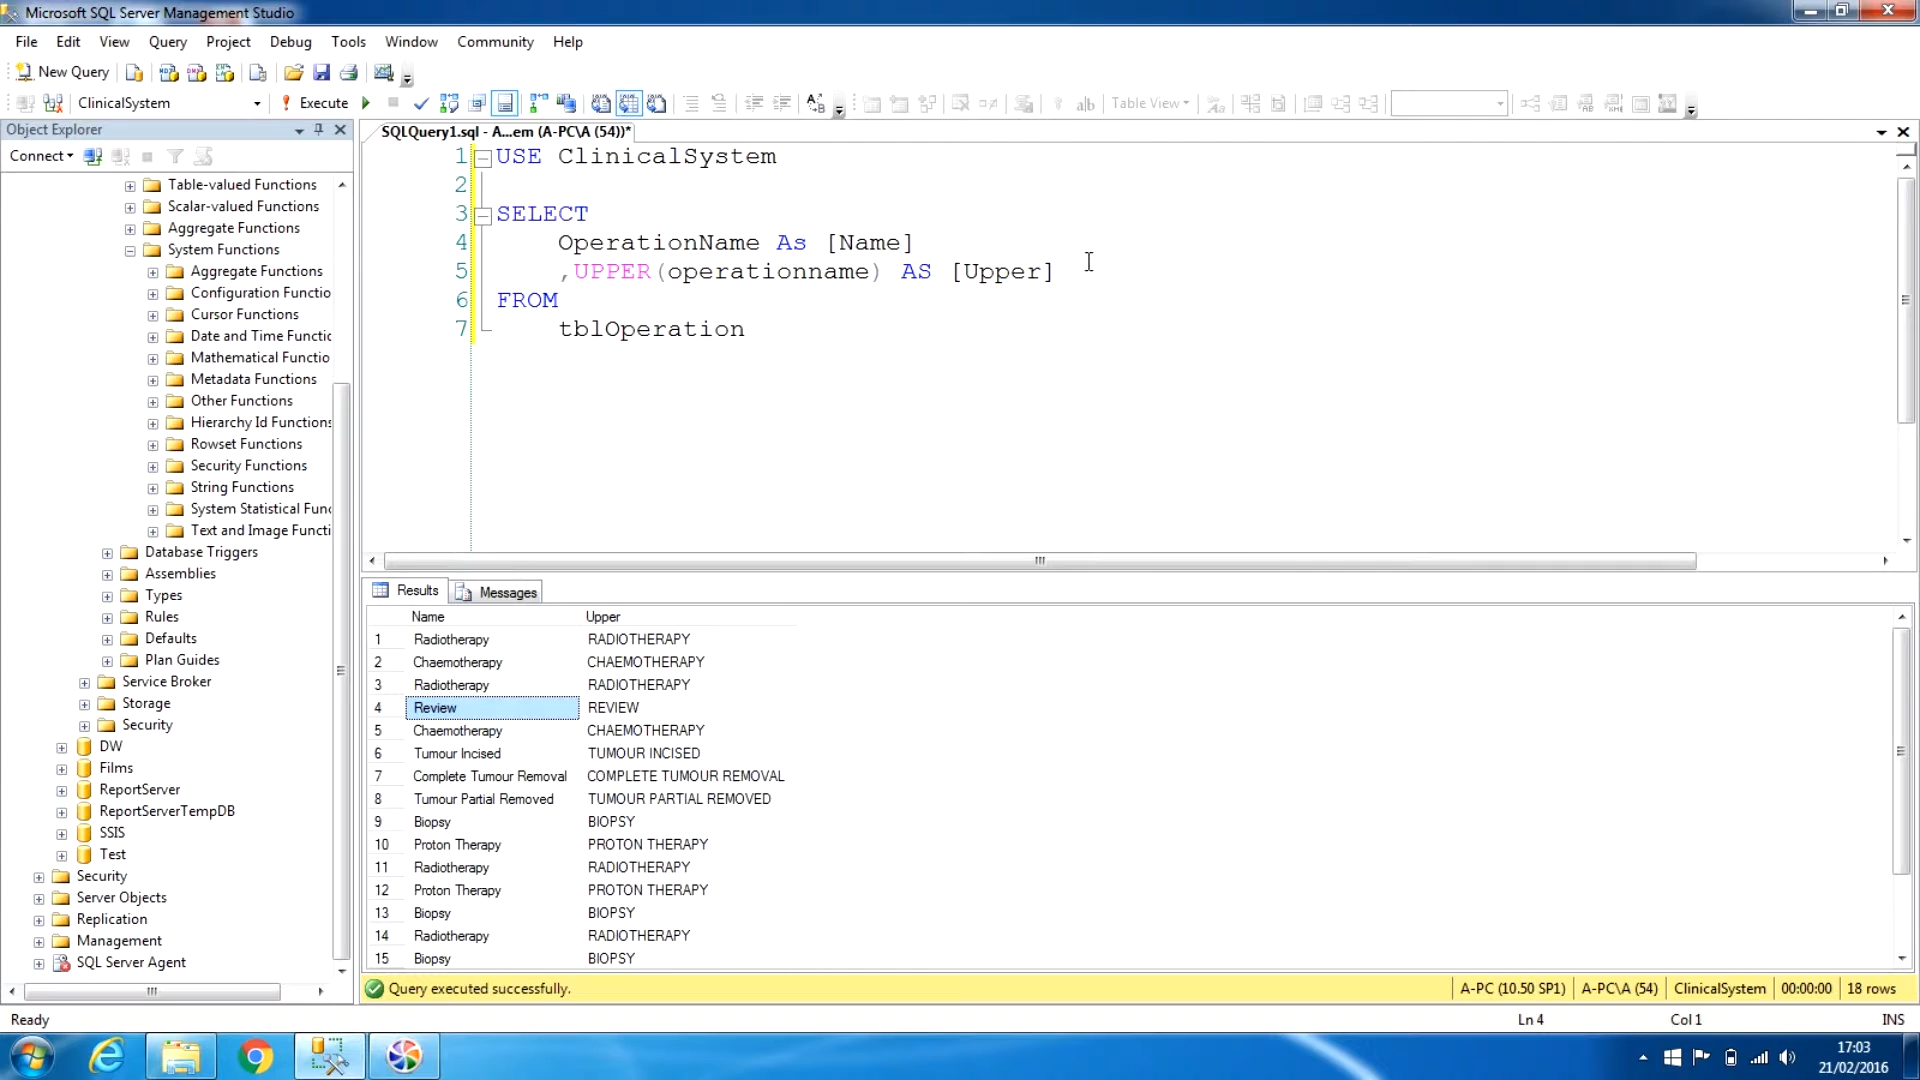 Microsoft SQL Server Management Studio
File Edit View Query Project Debug Tools Window Community Help
New Query
ClinicalSystem Execute Table View
Object Explorer
SQLQuery1.sql - A...em (A-PC\A (54))*
Connect
Table-valued Functions
Scalar-valued Functions
Aggregate Functions
System Functions
Aggregate Functions
Configuration Functio
Cursor Functions
Date and Time Functic
Mathematical Functio
Metadata Functions
Other Functions
Hierarchy Id Functions
Rowset Functions
Security Functions
String Functions
System Statistical Func
Text and Image Functi
Database Triggers
Assemblies
Types
Rules
Defaults
Plan Guides
Service Broker
Storage
Security
DW
Films
ReportServer
ReportServerTempDB
SSIS
Test
Security
Server Objects
Replication
Management
SQL Server Agent
1 USE ClinicalSystem
2
3 SELECT
4 OperationName As [Name]
5 ,UPPER(operationname) AS [Upper]
6 FROM
7 tblOperation
Results Messages
Name Upper
1 Radiotherapy RADIOTHERAPY
2 Chaemotherapy CHAEMOTHERAPY
3 Radiotherapy RADIOTHERAPY
4 Review REVIEW
5 Chaemotherapy CHAEMOTHERAPY
6 Tumour Incised TUMOUR INCISED
7 Complete Tumour Removal COMPLETE TUMOUR REMOVAL
8 Tumour Partial Removed TUMOUR PARTIAL REMOVED
9 Biopsy BIOPSY
10 Proton Therapy PROTON THERAPY
11 Radiotherapy RADIOTHERAPY
12 Proton Therapy PROTON THERAPY
13 Biopsy BIOPSY
14 Radiotherapy RADIOTHERAPY
15 Biopsy BIOPSY
Query executed successfully. A-PC (10.50 SP1) A-PC\A (54) ClinicalSystem 00:00:00 18 rows
Ready Ln 4 Col 1 INS
17:03
21/02/2016